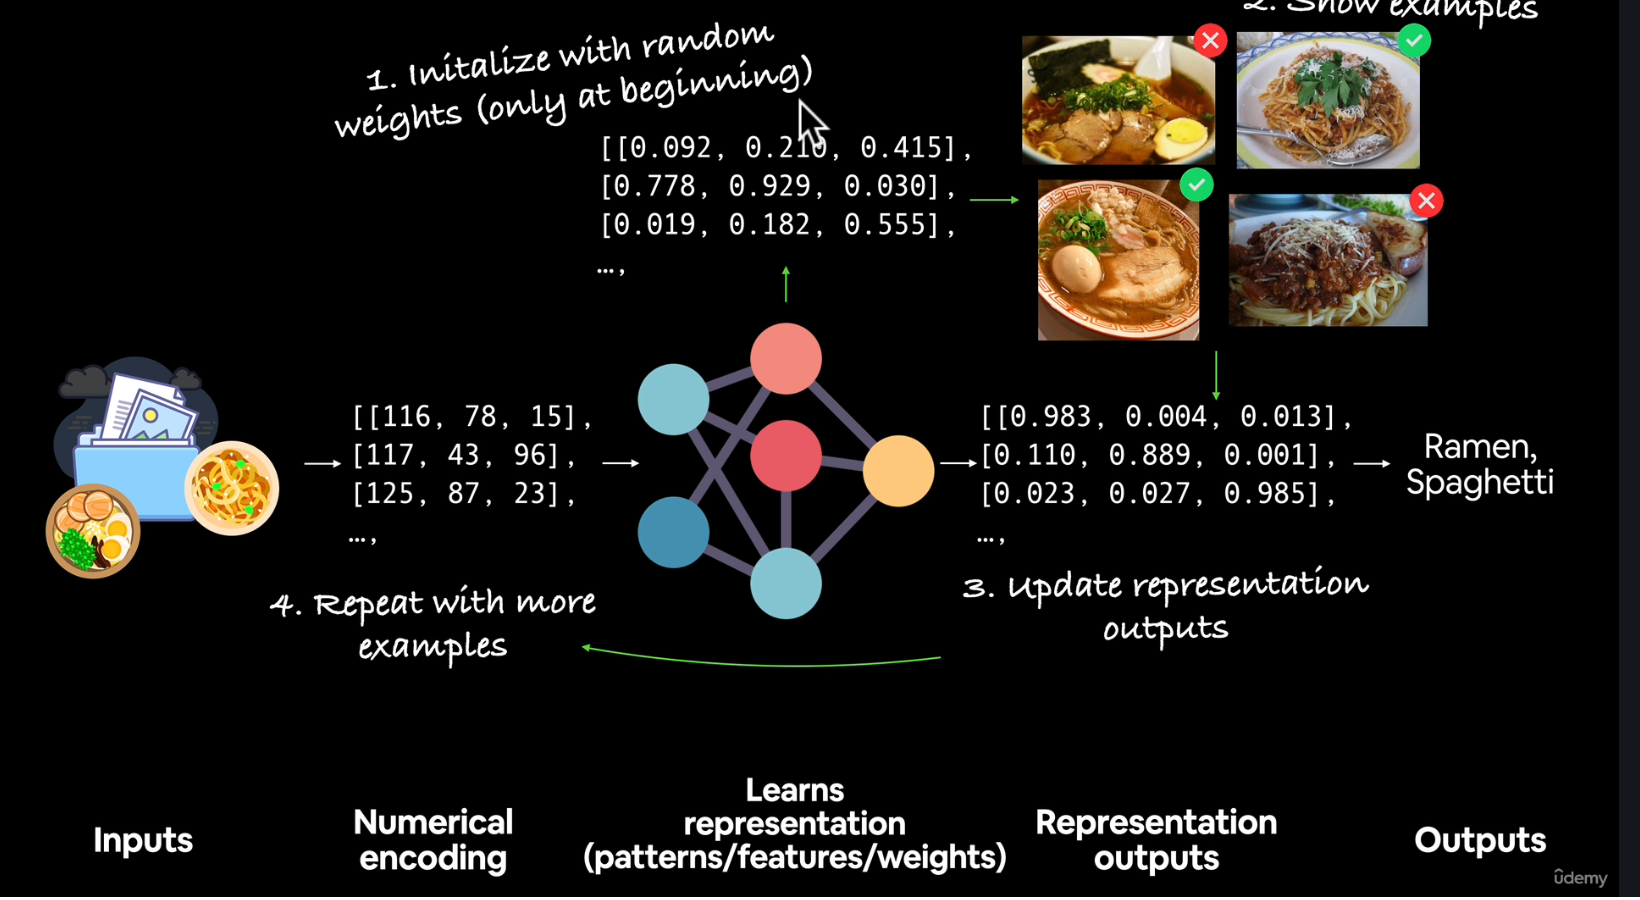 2. Show examples
1. Initalize with random
weights (only at beginning)
[[0.092, 0.210, 0.415],
[0.778, 0.929, 0.030],
[0.019, 0.182, 0.555],
…,
[[116, 78, 15],
[117, 43, 96],
[125, 87, 23],
…,
[[0.983, 0.004, 0.013],
[0.110, 0.889, 0.001],
[0.023, 0.027, 0.985],
…,
Ramen,
Spaghetti
4. Repeat with more
examples
3. Update representation
outputs
Inputs
Numerical
encoding
Learns
representation
(patterns/features/weights)
Representation
outputs
Outputs
ûdemy